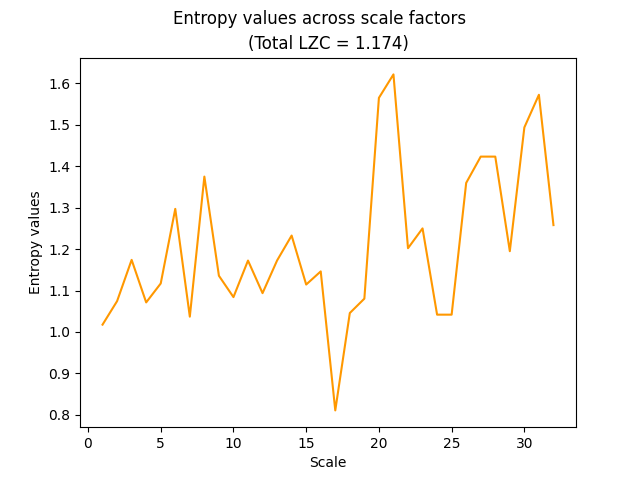 Entropy values across scale factors
(Total LZC = 1.174)
1.6
1.5
1.4
1.3
1.2
1.1
1.0
0.9
0.8
Entropy values
0 5 10 15 20 25 30
Scale